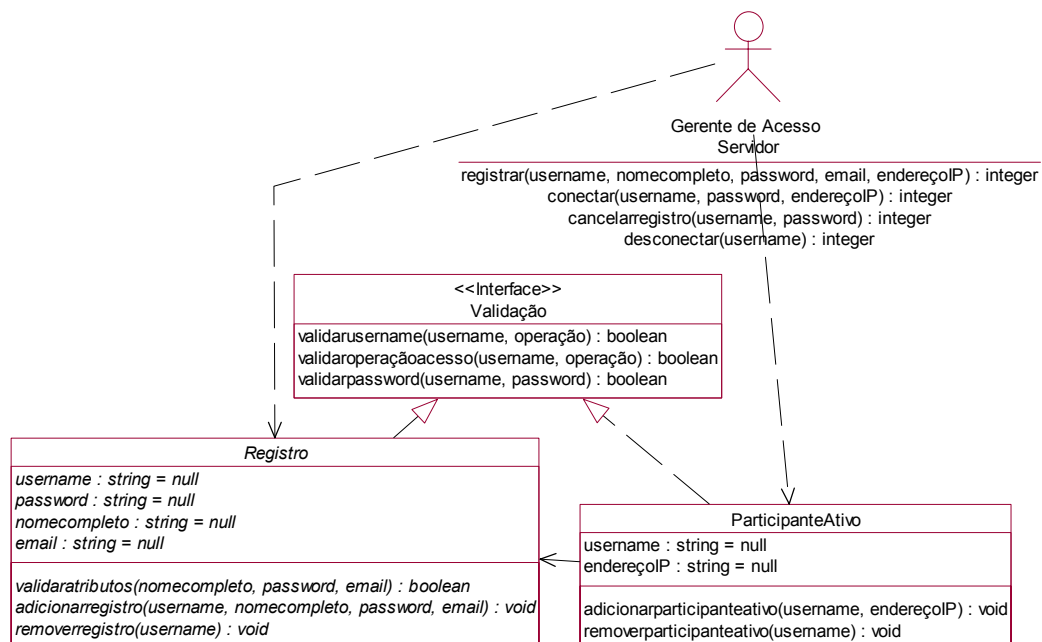 Gerente de Acesso
Servidor
registrar(username, nomecompleto, password, email, endereçoIP) : integer
conectar(username, password, endereçoIP) : integer
cancelarregistro(username, password) : integer
desconectar(username) : integer
<<Interface>>
Validação
validarusername(username, operação) : boolean
validaroperaçãoacesso(username, operação) : boolean
validarpassword(username, password) : boolean
Registro
username : string = null
password : string = null
nomecompleto : string = null
email : string = null
validaratributos(nomecompleto, password, email) : boolean
adicionarregistro(username, nomecompleto, password, email) : void
removerregistro(username) : void
ParticipanteAtivo
username : string = null
endereçoIP : string = null
adicionarparticipanteativo(username, endereçoIP) : void
removerparticipanteativo(username) : void